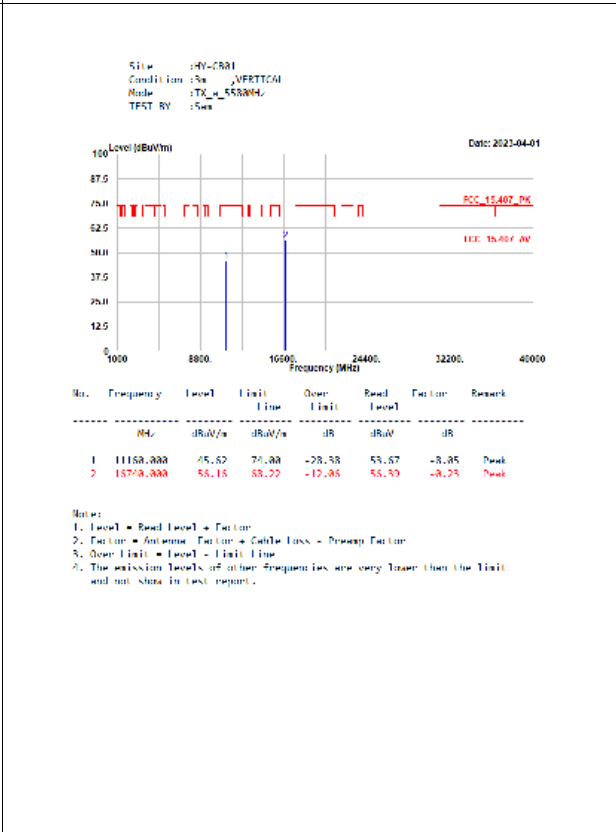 Site :HY-CB01
Condition :3m ,VERTICAL
Mode :TX_a_5580MHz
TEST BY :Sam
Level (dBuV/m)
Date: 2023-04-01
100
87.5
75.0
FCC_15.407_PK
62.5
FCC_15.407_AV
50.0
1
2
37.5
25.0
12.5
0
1000 8800. 16600. 24400. 32200. 40000
Frequency (MHz)
No. Frequency Level Limit Over Read Factor Remark
Line Limit Level
MHz dBuV/m dBuV/m dB dBuV dB
1 11160.000 45.62 74.00 -28.38 53.67 -8.05 Peak
2 16740.000 56.16 68.22 -12.06 56.39 -0.23 Peak
Note:
1. Level = Read Level + Factor
2. Factor = Antenna Factor + Cable Loss - Preamp Factor
3. Over Limit = Level - Limit Line
4. The emission levels of other frequencies are very lower than the limit
and not show in test report.